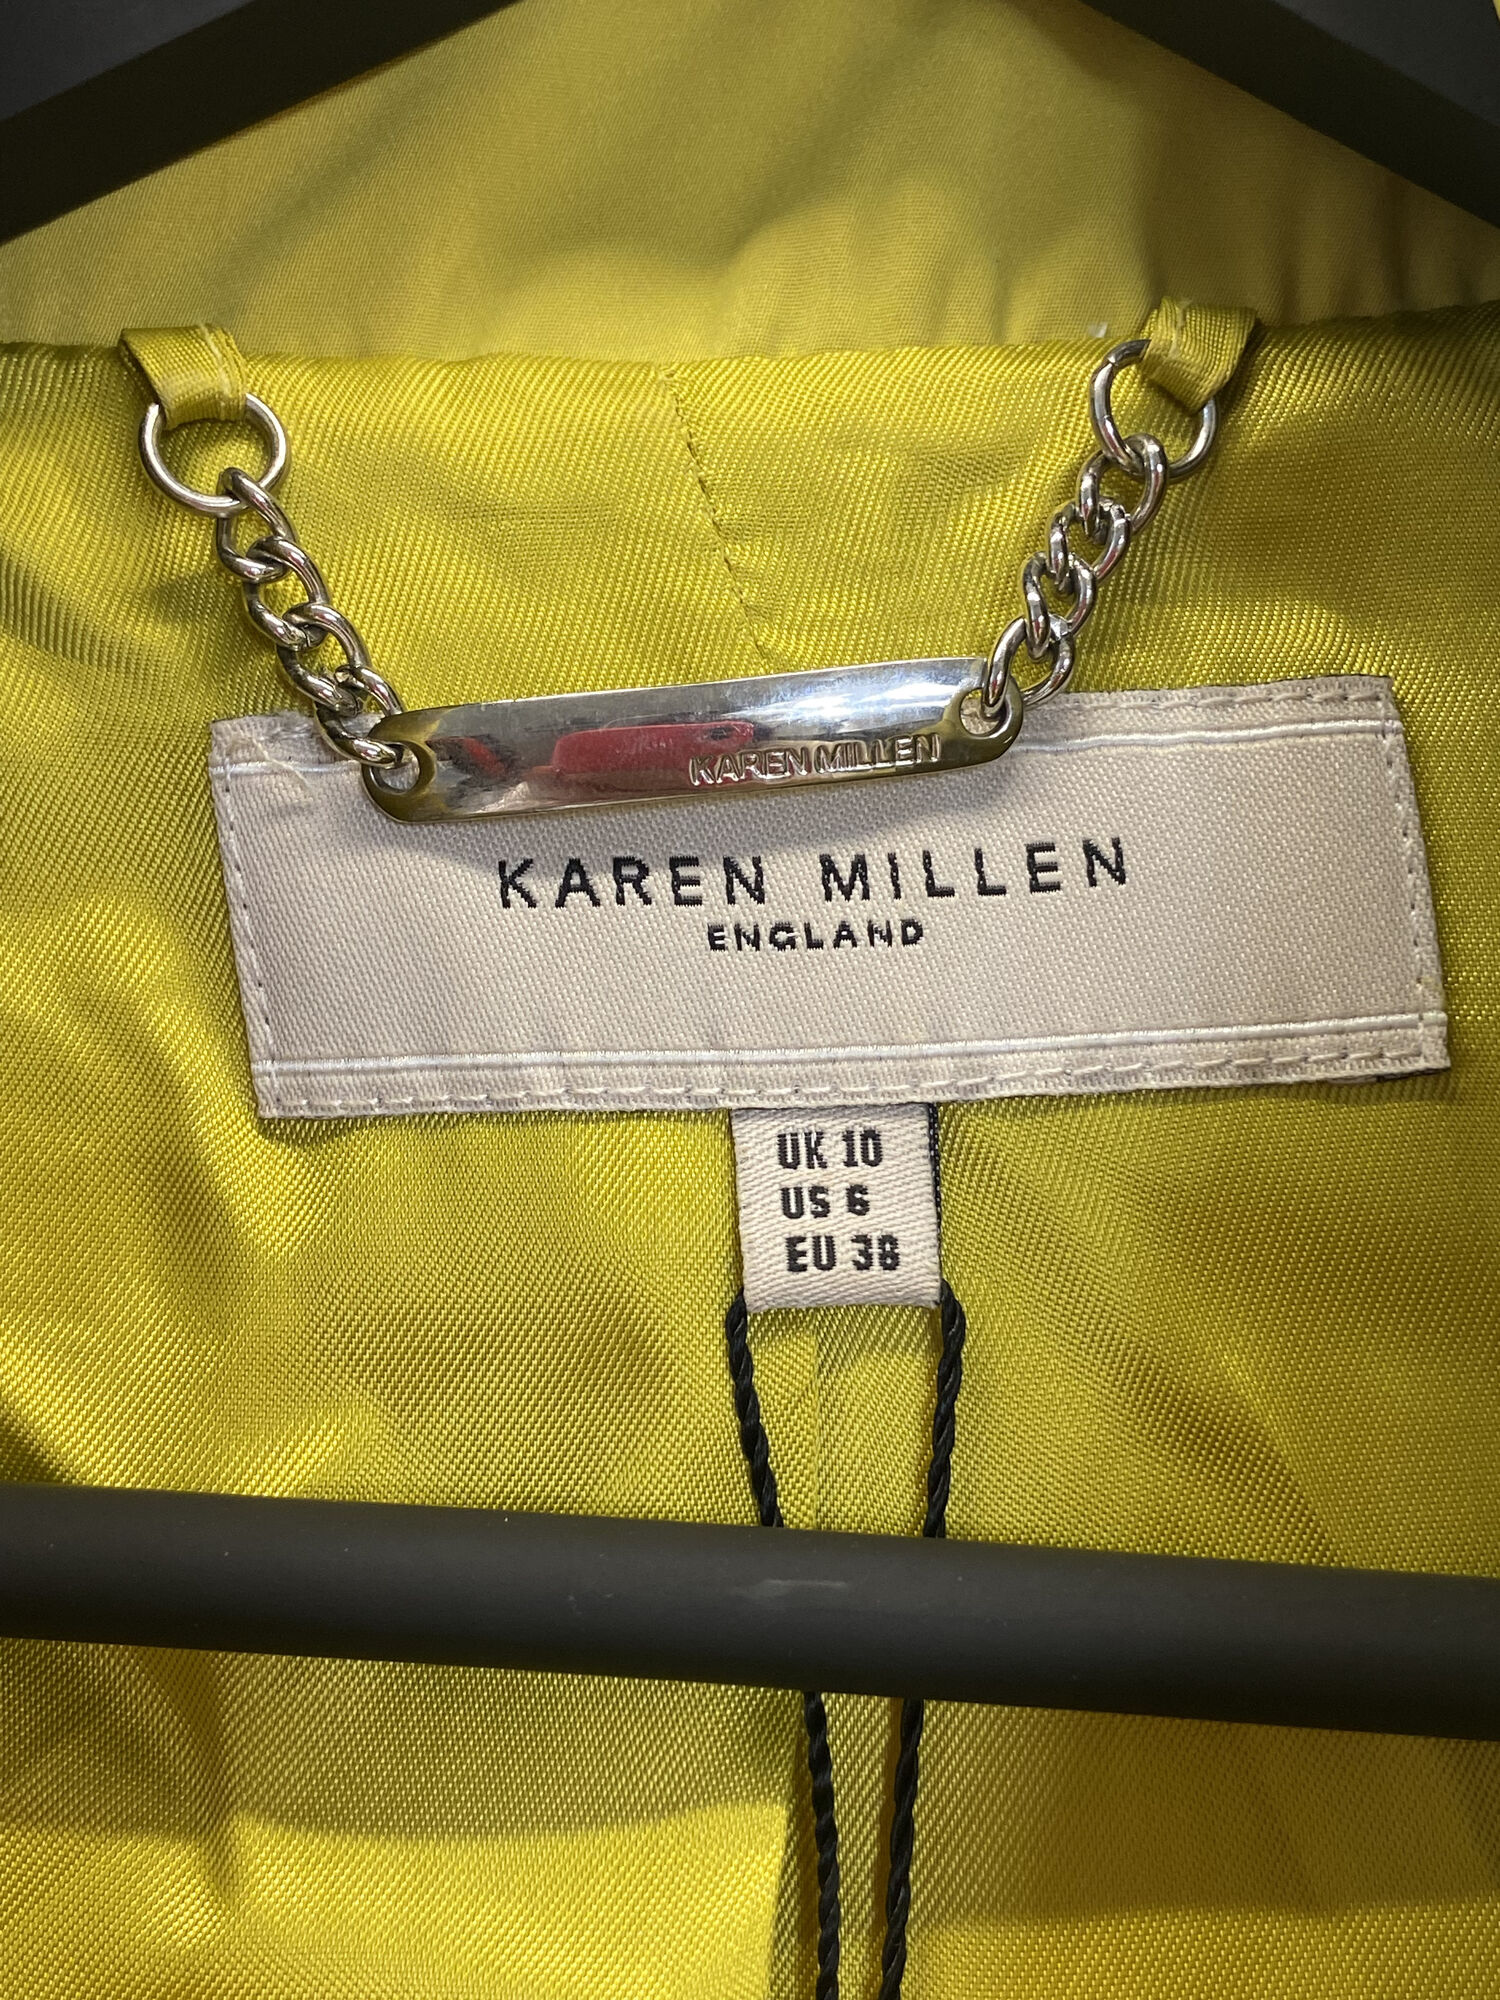 KAREN MILLEN
KAREN MILLEN
ENGLAND
UK 10
US 6
EU 38